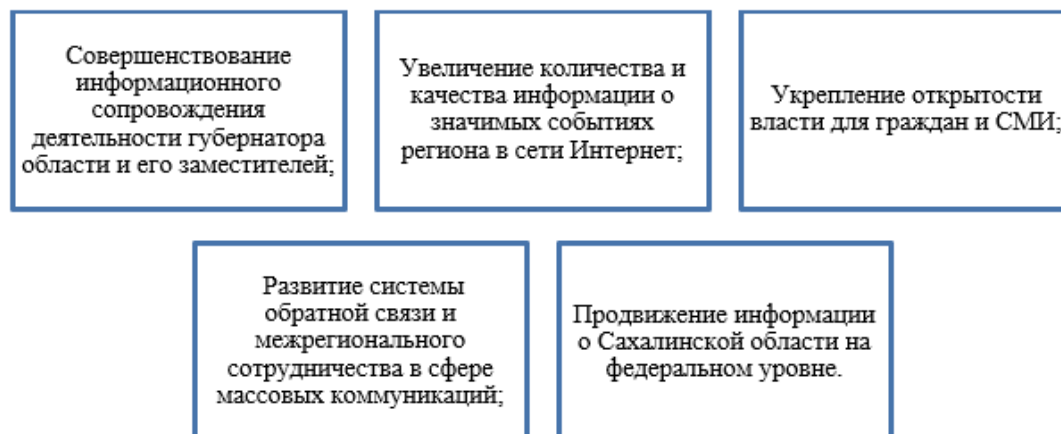 Совершенствование
информационного
сопровождения
деятельности губернатора
области и его заместителей;
Увеличение количества и
качества информации о
значимых событиях
региона в сети Интернет;
Укрепление открытости
власти для граждан и СМИ;
Развитие системы
обратной связи и
межрегионального
сотрудничества в сфере
массовых коммуникаций;
Продвижение информации
о Сахалинской области на
федеральном уровне.